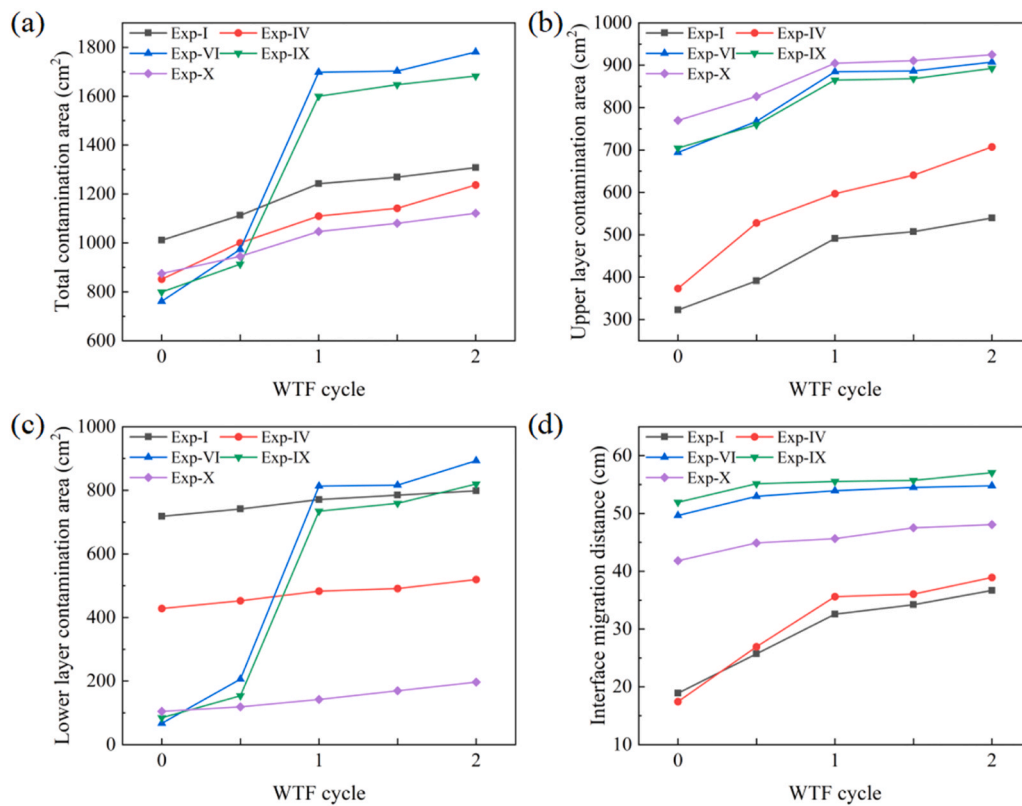 (a)
Exp-I Exp-IV
Exp-VI Exp-IX
Exp-X
Total contamination area (cm²)
1800
1600
1400
1200
1000
800
600
0 1 2
WTF cycle
(b)
Exp-I Exp-IV
Exp-VI Exp-IX
Exp-X
Upper layer contamination area (cm²)
1000
900
800
700
600
500
400
300
0 1 2
WTF cycle
(c)
Exp-I Exp-IV
Exp-VI Exp-IX
Exp-X
Lower layer contamination area (cm²)
1000
800
600
400
200
0
0 1 2
WTF cycle
(d)
Exp-I Exp-IV
Exp-VI Exp-IX
Exp-X
Interface migration distance (cm)
60
50
40
30
20
10
0 1 2
WTF cycle